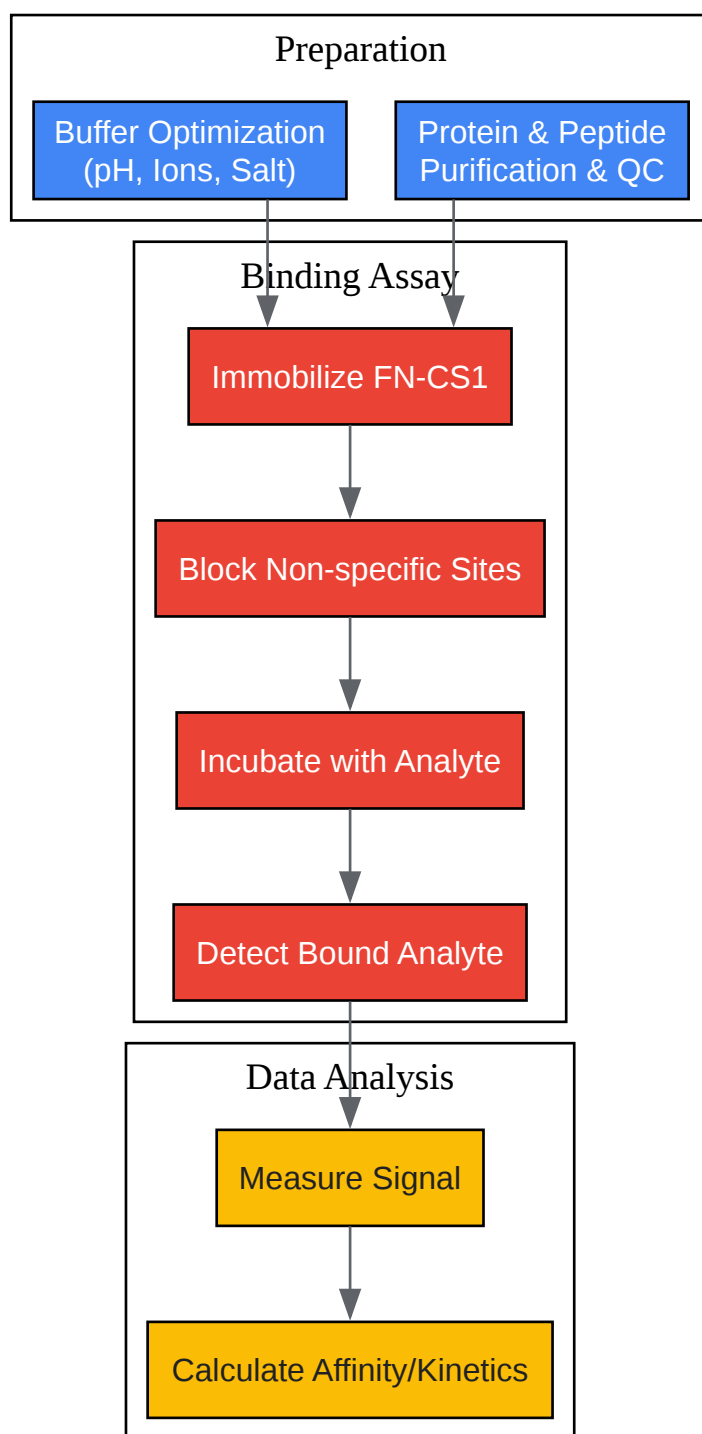 Preparation
Buffer Optimization
(pH, Ions, Salt)
Protein & Peptide
Purification & QC
Binding Assay
Immobilize FN-CS1
Block Non-specific Sites
Incubate with Analyte
Detect Bound Analyte
Data Analysis
Measure Signal
Calculate Affinity/Kinetics